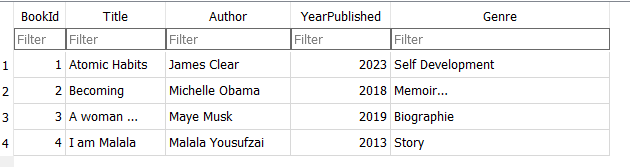 BookId Title Author YearPublished Genre
Filter Filter Filter Filter Filter
1 1 Atomic Habits James Clear 2023 Self Development
2 2 Becoming Michelle Obama 2018 Memoir...
3 3 A woman ... Maye Musk 2019 Biographie
4 4 I am Malala Malala Yousufzai 2013 Story